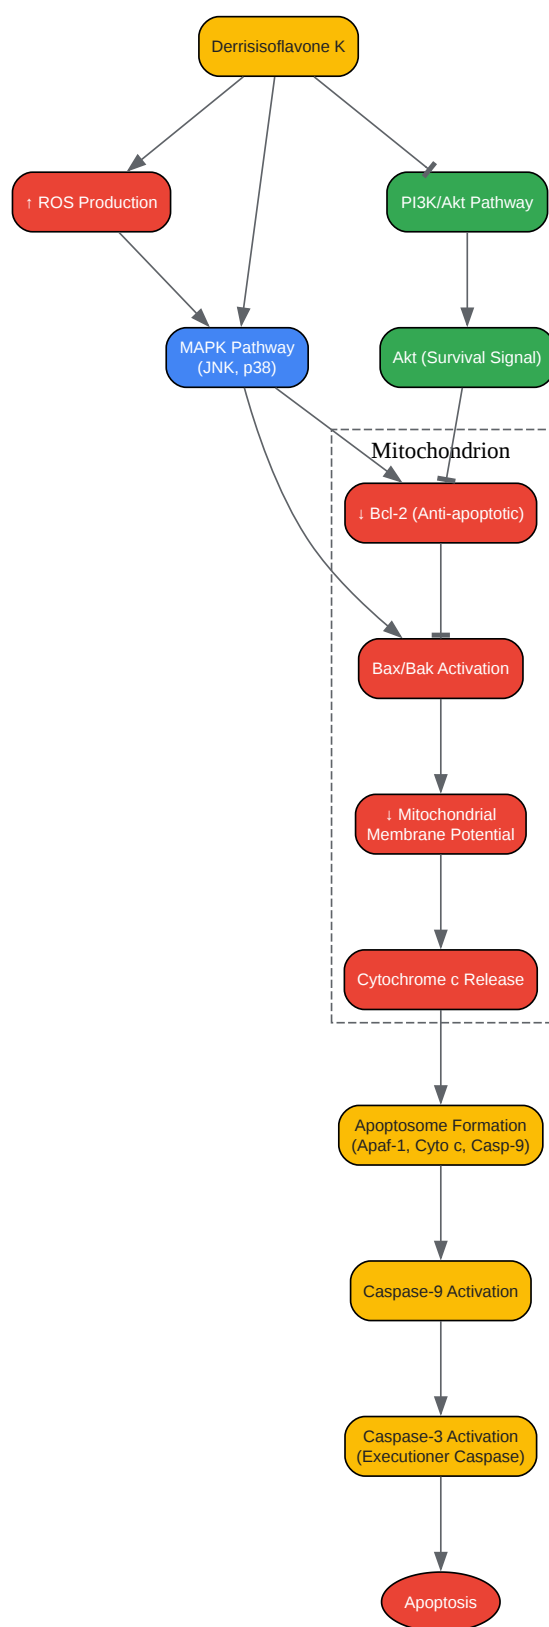 Derrisisoflavone K
↑ ROS Production
PI3K/Akt Pathway
MAPK Pathway
(JNK, p38)
Akt (Survival Signal)
Mitochondrion
↓ Bcl-2 (Anti-apoptotic)
Bax/Bak Activation
↓ Mitochondrial
Membrane Potential
Cytochrome c Release
Apoptosome Formation
(Apaf-1, Cyto c, Casp-9)
Caspase-9 Activation
Caspase-3 Activation
(Executioner Caspase)
Apoptosis